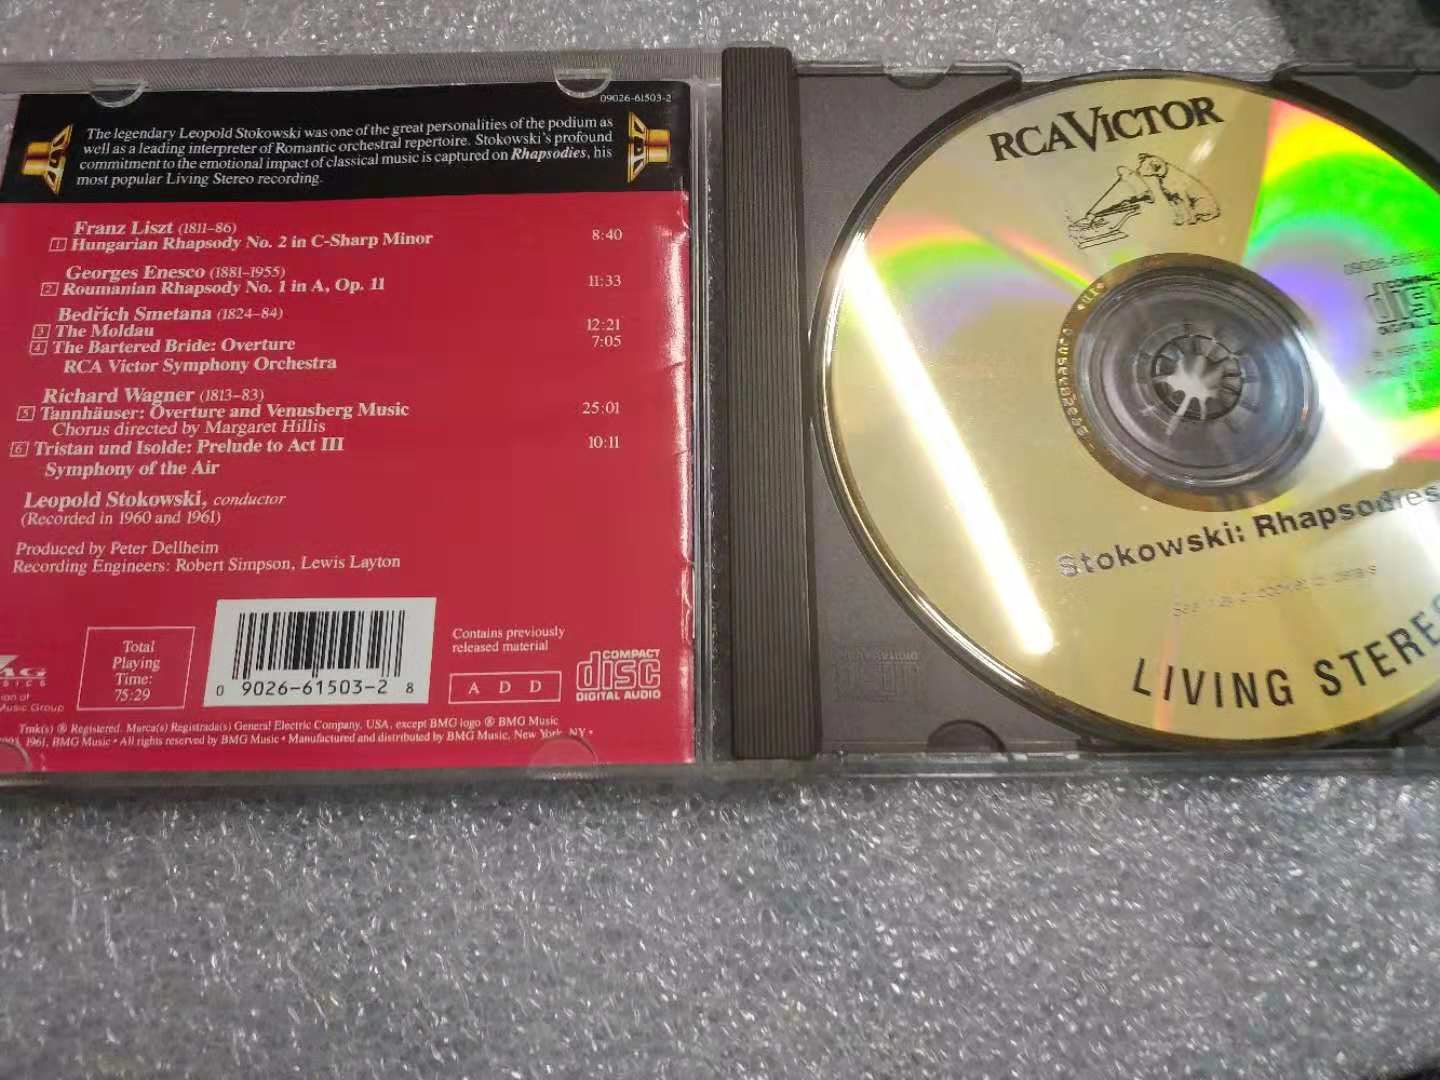 09026-61503-2
The legendary Leopold Stokowski was one of the great personalities of the podium as
well as a leading interpreter of Romantic orchestral repertoire. Stokowski's profound
commitment to the emotional impact of classical music is captured on Rhapsodies, his
most popular Living Stereo recording.
Franz Liszt (1811-86)
1 Hungarian Rhapsody No. 2 in C-Sharp Minor 8:40
Georges Enesco (1881-1955)
2 Roumanian Rhapsody No. 1 in A, Op. 11 11:33
Bedřich Smetana (1824-84)
3 The Moldau 12:21
4 The Bartered Bride: Overture 7:05
RCA Victor Symphony Orchestra
Richard Wagner (1813-83)
5 Tannhäuser: Overture and Venusberg Music 25:01
Chorus directed by Margaret Hillis
6 Tristan und Isolde: Prelude to Act III 10:11
Symphony of the Air
Leopold Stokowski, conductor
(Recorded in 1960 and 1961)
Produced by Peter Dellheim
Recording Engineers: Robert Simpson, Lewis Layton
Total
Playing
Time:
75:29
0 9026-61503-2 8
Contains previously
released material
A D D
COMPACT
disc
DIGITAL AUDIO
Music Group
Tmk(s) ® Registered. Marca(s) Registrada(s) General Electric Company, USA, except BMG logo ® BMG Music
1961, BMG Music • All rights reserved by BMG Music • Manufactured and distributed by BMG Music, New York, NY •
RCA VICTOR
COMPACT
disc
DIGITAL
Stokowski: Rhapsodies
LIVING STEREO